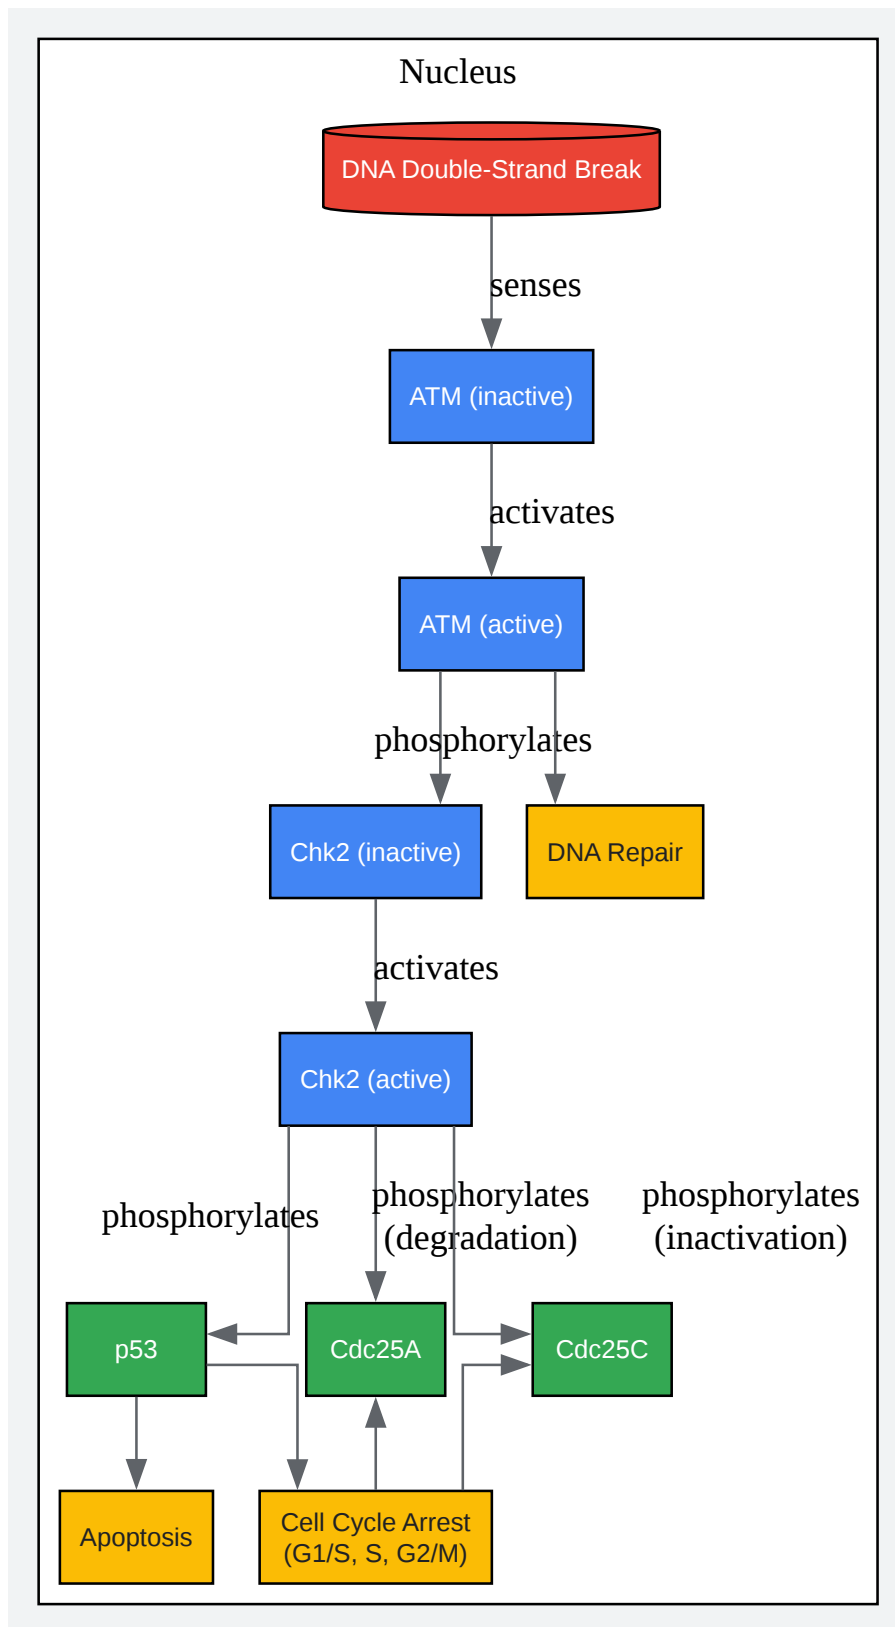 Nucleus
DNA Double-Strand Break
senses
ATM (inactive)
activates
ATM (active)
phosphorylates
Chk2 (inactive)
DNA Repair
activates
Chk2 (active)
phosphorylates
phosphorylates
(degradation)
phosphorylates
(inactivation)
p53
Cdc25A
Cdc25C
Apoptosis
Cell Cycle Arrest
(G1/S, S, G2/M)